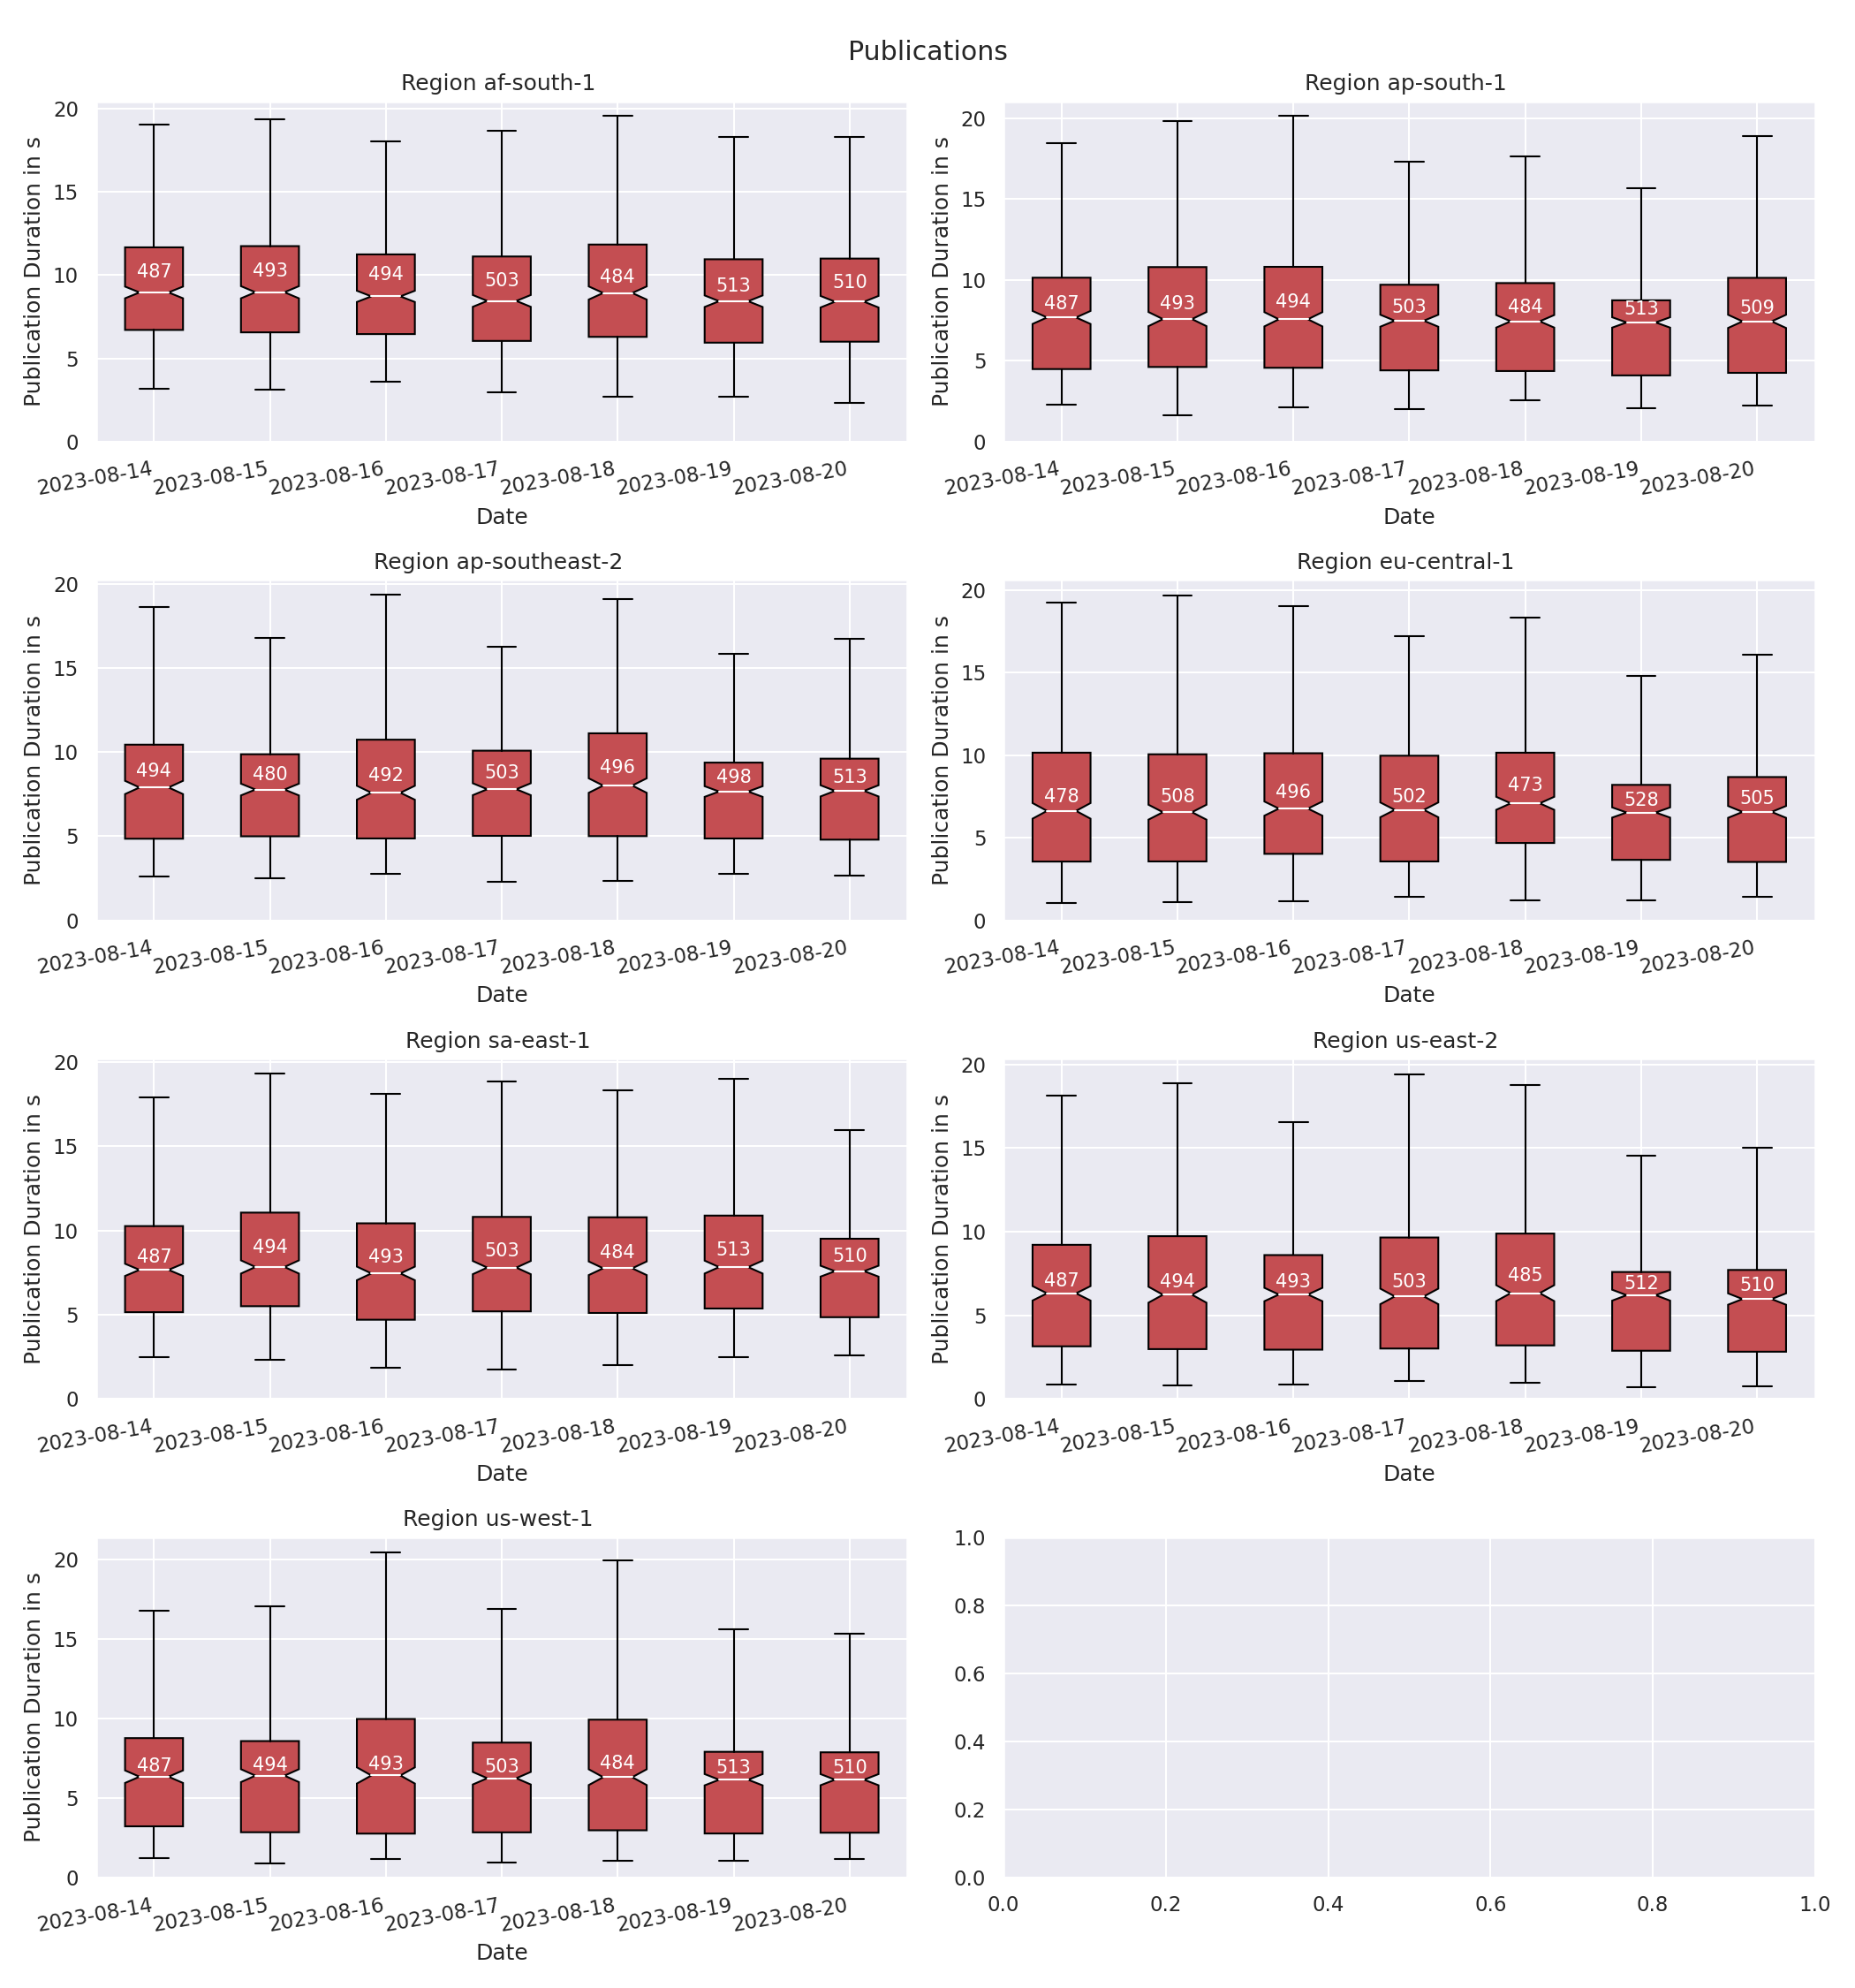 Publications
Region af-south-1
Publication Duration in s
20
15
10
5
0
487 493 494 503 484 513 510
2023-08-14 2023-08-15 2023-08-16 2023-08-17 2023-08-18 2023-08-19 2023-08-20
Date
Region ap-south-1
Publication Duration in s
20
15
10
5
0
487 493 494 503 484 513 509
2023-08-14 2023-08-15 2023-08-16 2023-08-17 2023-08-18 2023-08-19 2023-08-20
Date
Region ap-southeast-2
Publication Duration in s
20
15
10
5
0
494 480 492 503 496 498 513
2023-08-14 2023-08-15 2023-08-16 2023-08-17 2023-08-18 2023-08-19 2023-08-20
Date
Region eu-central-1
Publication Duration in s
20
15
10
5
0
478 508 496 502 473 528 505
2023-08-14 2023-08-15 2023-08-16 2023-08-17 2023-08-18 2023-08-19 2023-08-20
Date
Region sa-east-1
Publication Duration in s
20
15
10
5
0
487 494 493 503 484 513 510
2023-08-14 2023-08-15 2023-08-16 2023-08-17 2023-08-18 2023-08-19 2023-08-20
Date
Region us-east-2
Publication Duration in s
20
15
10
5
0
487 494 493 503 485 512 510
2023-08-14 2023-08-15 2023-08-16 2023-08-17 2023-08-18 2023-08-19 2023-08-20
Date
Region us-west-1
Publication Duration in s
20
15
10
5
0
487 494 493 503 484 513 510
2023-08-14 2023-08-15 2023-08-16 2023-08-17 2023-08-18 2023-08-19 2023-08-20
Date
1.0
0.8
0.6
0.4
0.2
0.0
0.0 0.2 0.4 0.6 0.8 1.0